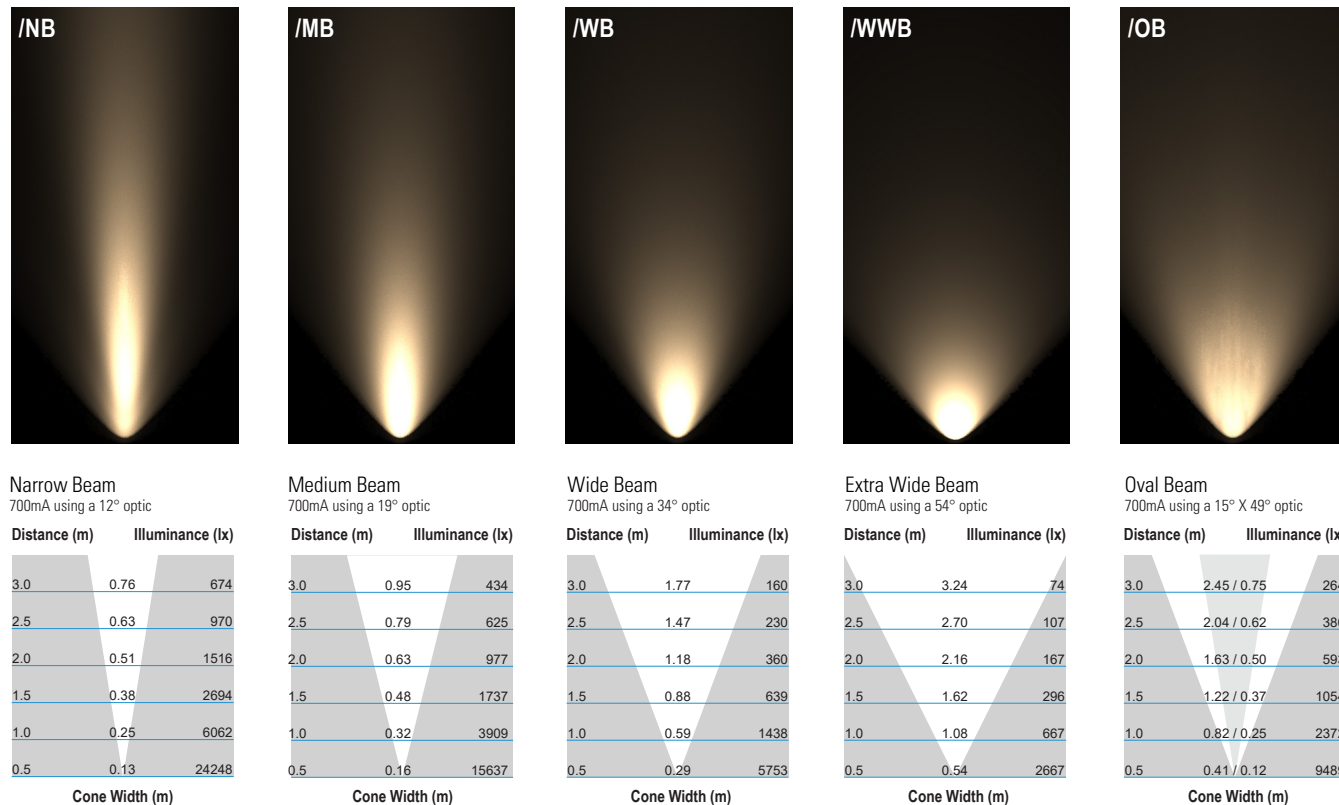 /NB
Narrow Beam
700mA using a 12° optic
Distance (m) Illuminance (lx)
3.0 0.76 674
2.5 0.63 970
2.0 0.51 1516
1.5 0.38 2694
1.0 0.25 6062
0.5 0.13 24248
Cone Width (m)
/MB
Medium Beam
700mA using a 19° optic
Distance (m) Illuminance (lx)
3.0 0.95 434
2.5 0.79 625
2.0 0.63 977
1.5 0.48 1737
1.0 0.32 3909
0.5 0.16 15637
Cone Width (m)
/WB
Wide Beam
700mA using a 34° optic
Distance (m) Illuminance (lx)
3.0 1.77 160
2.5 1.47 230
2.0 1.18 360
1.5 0.88 639
1.0 0.59 1438
0.5 0.29 5753
Cone Width (m)
/WWB
Extra Wide Beam
700mA using a 54° optic
Distance (m) Illuminance (lx)
3.0 3.24 74
2.5 2.70 107
2.0 2.16 167
1.5 1.62 296
1.0 1.08 667
0.5 0.54 2667
Cone Width (m)
/OB
Oval Beam
700mA using a 15° X 49° optic
Distance (m) Illuminance (lx
3.0 2.45 / 0.75 264
2.5 2.04 / 0.62 380
2.0 1.63 / 0.50 593
1.5 1.22 / 0.37 1054
1.0 0.82 / 0.25 2372
0.5 0.41 / 0.12 9489
Cone Width (m)